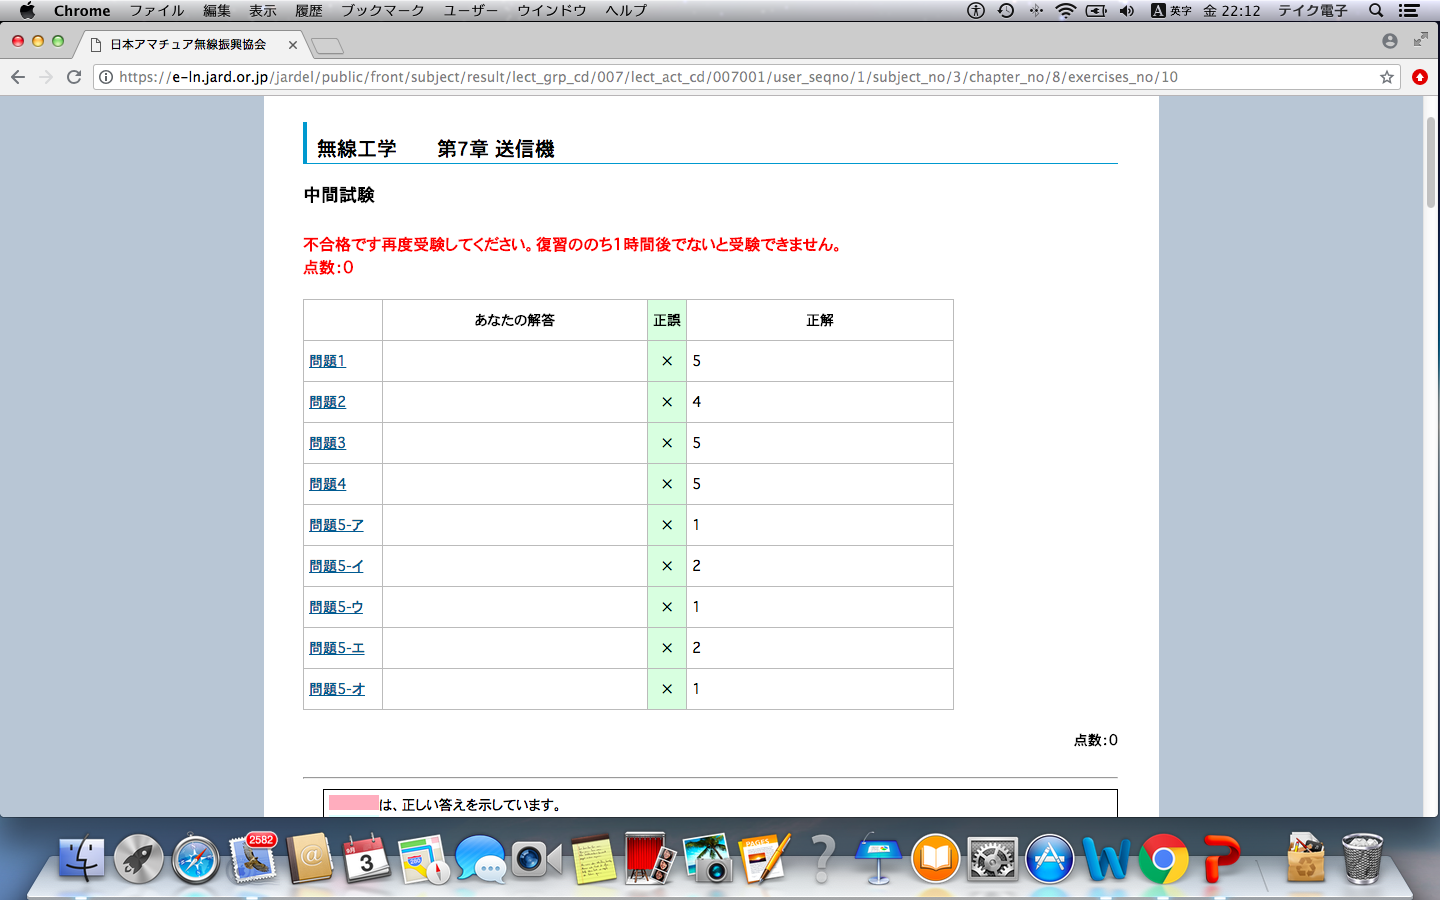 Chrome ファイル 編集 表示 履歴 ブックマーク ユーザー ウインドウ ヘルプ A 英字 金 22:12 テイク電子
日本アマチュア無線振興協会
https://e-ln.jard.or.jp/jardel/public/front/subject/result/lect_grp_cd/007/lect_act_cd/007001/user_seqno/1/subject_no/3/chapter_no/8/exercises_no/10
無線工学 第7章 送信機
中間試験
不合格です再度受験してください。復習ののち1時間後でないと受験できません。
点数:0
あなたの解答 正誤 正解
問題1 × 5
問題2 × 4
問題3 × 5
問題4 × 5
問題5-ア × 1
問題5-イ × 2
問題5-ウ × 1
問題5-エ × 2
問題5-オ × 1
点数:0
は、正しい答えを示しています。
2582
3
280
PAGES